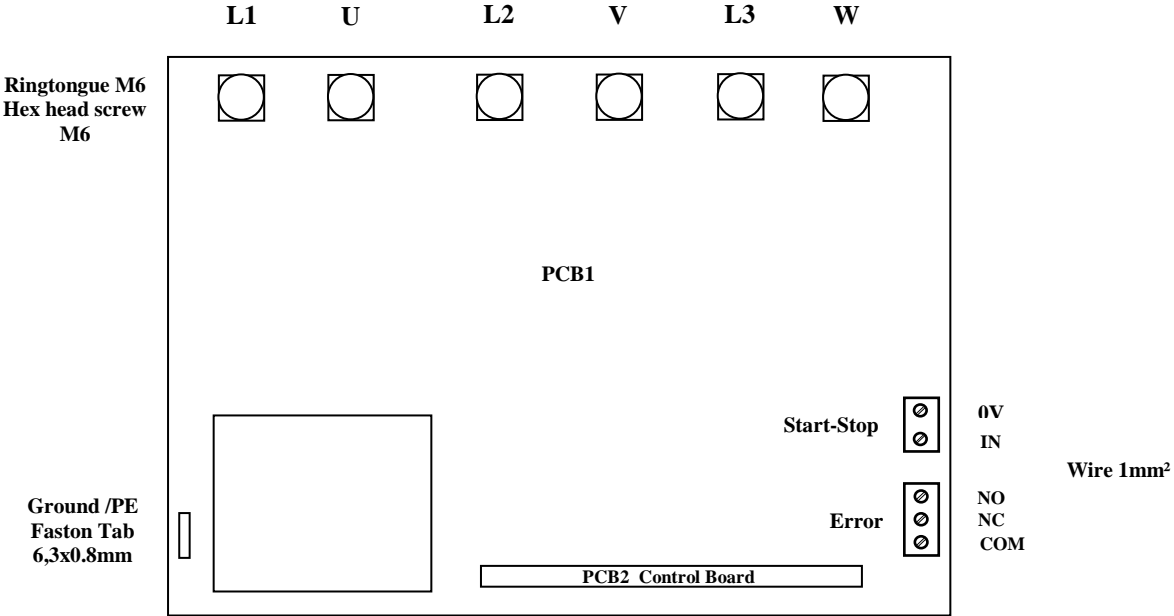 L1 U L2 V L3 W
Ringtongue M6
Hex head screw
M6
PCB1
Start-Stop
0V
IN
Wire 1mm²
Ground /PE
Faston Tab
6,3x0.8mm
Error
NO
NC
COM
PCB2 Control Board